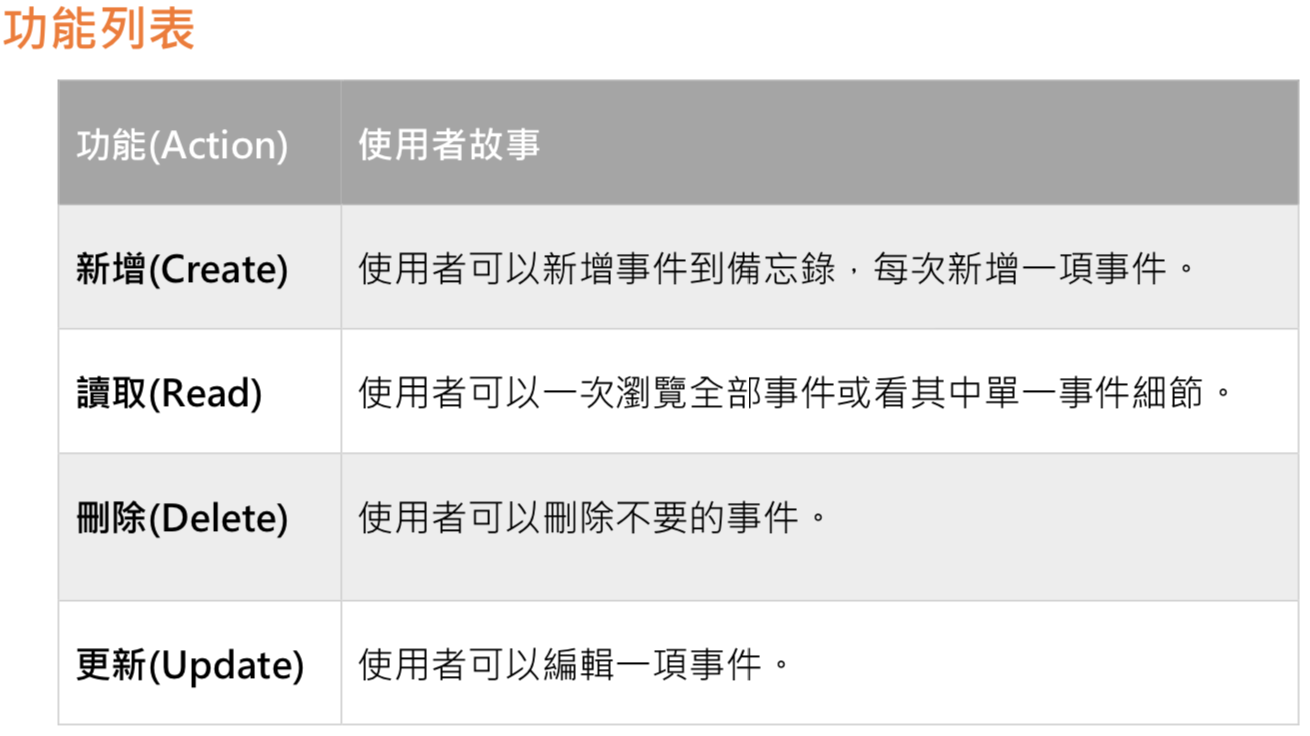 功能列表
功能(Action)
使用者故事
新增(Create)
使用者可以新增事件到備忘錄，每次新增一項事件。
讀取(Read)
使用者可以一次瀏覽全部事件或看其中單一事件細節。
刪除(Delete)
使用者可以刪除不要的事件。
更新(Update)
使用者可以編輯一項事件。